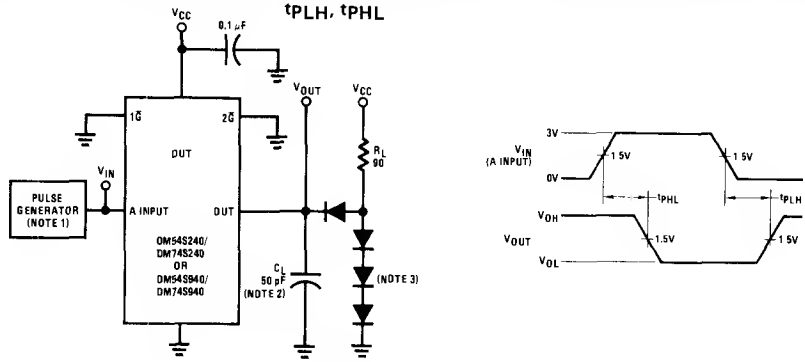 tPLH, tPHL
VCC
0.1 μF
VOUT
VCC
1G̅
2G̅
DUT
RL
90
VIN
PULSE
GENERATOR
(NOTE 1)
A INPUT
OUT
DM54S240/
DM74S240
OR
DM54S940/
DM74S940
CL
50 pF
(NOTE 2)
(NOTE 3)
3V
VIN
(A INPUT)
0V
1 5V
1 5V
tPHL
tPLH
VOH
VOUT
VOL
1.5V
1.5V